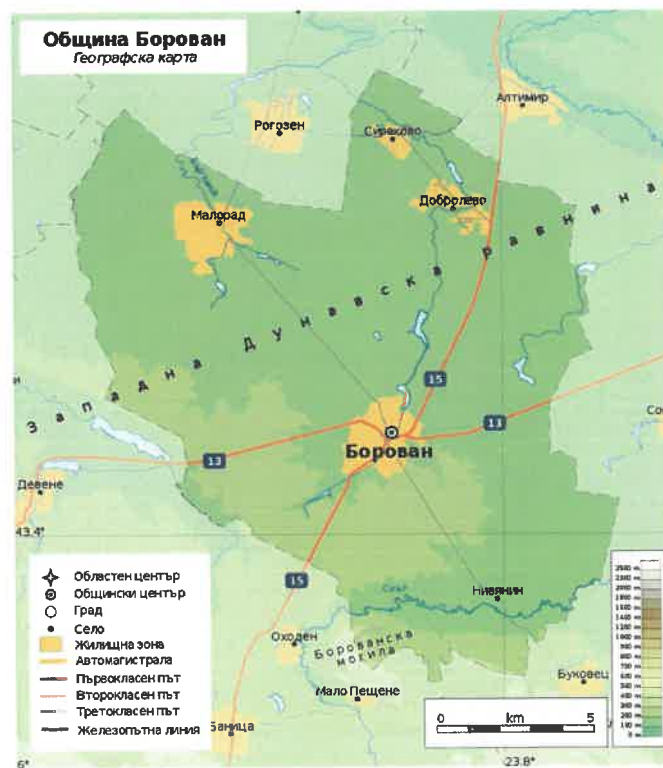 Община Борован
Географска карта
Алтимир
Рогозен
Сираково
Добролево
Малорад
Западна Дунавска равнина
15
13
Борован
13
Девене
43.4°
15
Нивянин
Оходен
Борованска
могила
Мало Пещене
Буковец
Баница
Областен център
Общински център
Град
Село
Жилищна зона
Автомагистрала
Първокласен път
Второкласен път
Третокласен път
Железопътна линия
0 km 5
6°
23.8°